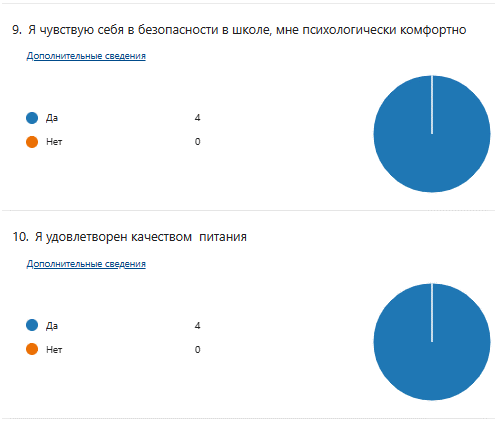 9. Я чувствую себя в безопасности в школе, мне психологически комфортно
Дополнительные сведения
Да 4
Нет 0
10. Я удовлетворен качеством питания
Дополнительные сведения
Да 4
Нет 0